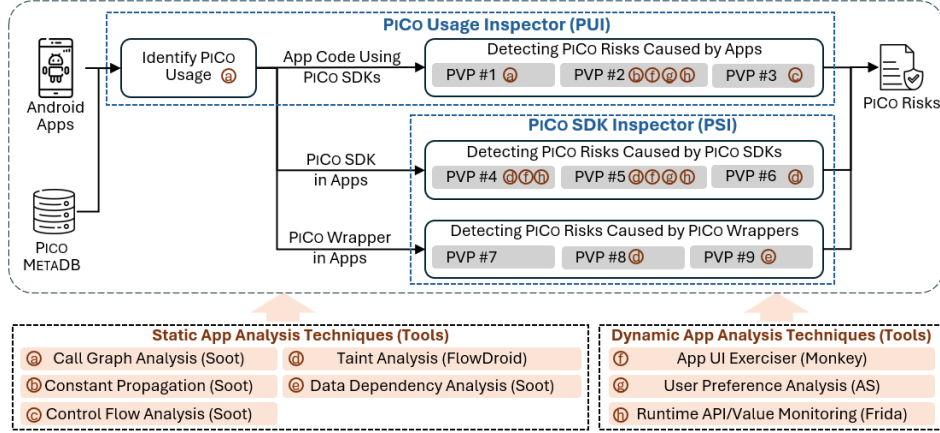 PICO Usage Inspector (PUI)
Identify PICO
Usage ⓐ
App Code Using
PICO SDKs
Detecting PICO Risks Caused by Apps
PVP #1 ⓐ
PVP #2 ⓑⓕⓖⓗ
PVP #3 ⓒ
Android
Apps
PICO Risks
PICO SDK Inspector (PSI)
PICO SDK
in Apps
Detecting PICO Risks Caused by PICO SDKs
PVP #4 ⓓⓕⓗ
PVP #5 ⓓⓕⓖⓗ
PVP #6 ⓓ
PICO
METADB
PICO Wrapper
in Apps
Detecting PICO Risks Caused by PICO Wrappers
PVP #7
PVP #8 ⓓ
PVP #9 ⓔ
Static App Analysis Techniques (Tools)
ⓐ Call Graph Analysis (Soot)
ⓑ Constant Propagation (Soot)
ⓒ Control Flow Analysis (Soot)
ⓓ Taint Analysis (FlowDroid)
ⓔ Data Dependency Analysis (Soot)
Dynamic App Analysis Techniques (Tools)
ⓕ App UI Exerciser (Monkey)
ⓖ User Preference Analysis (AS)
ⓗ Runtime API/Value Monitoring (Frida)